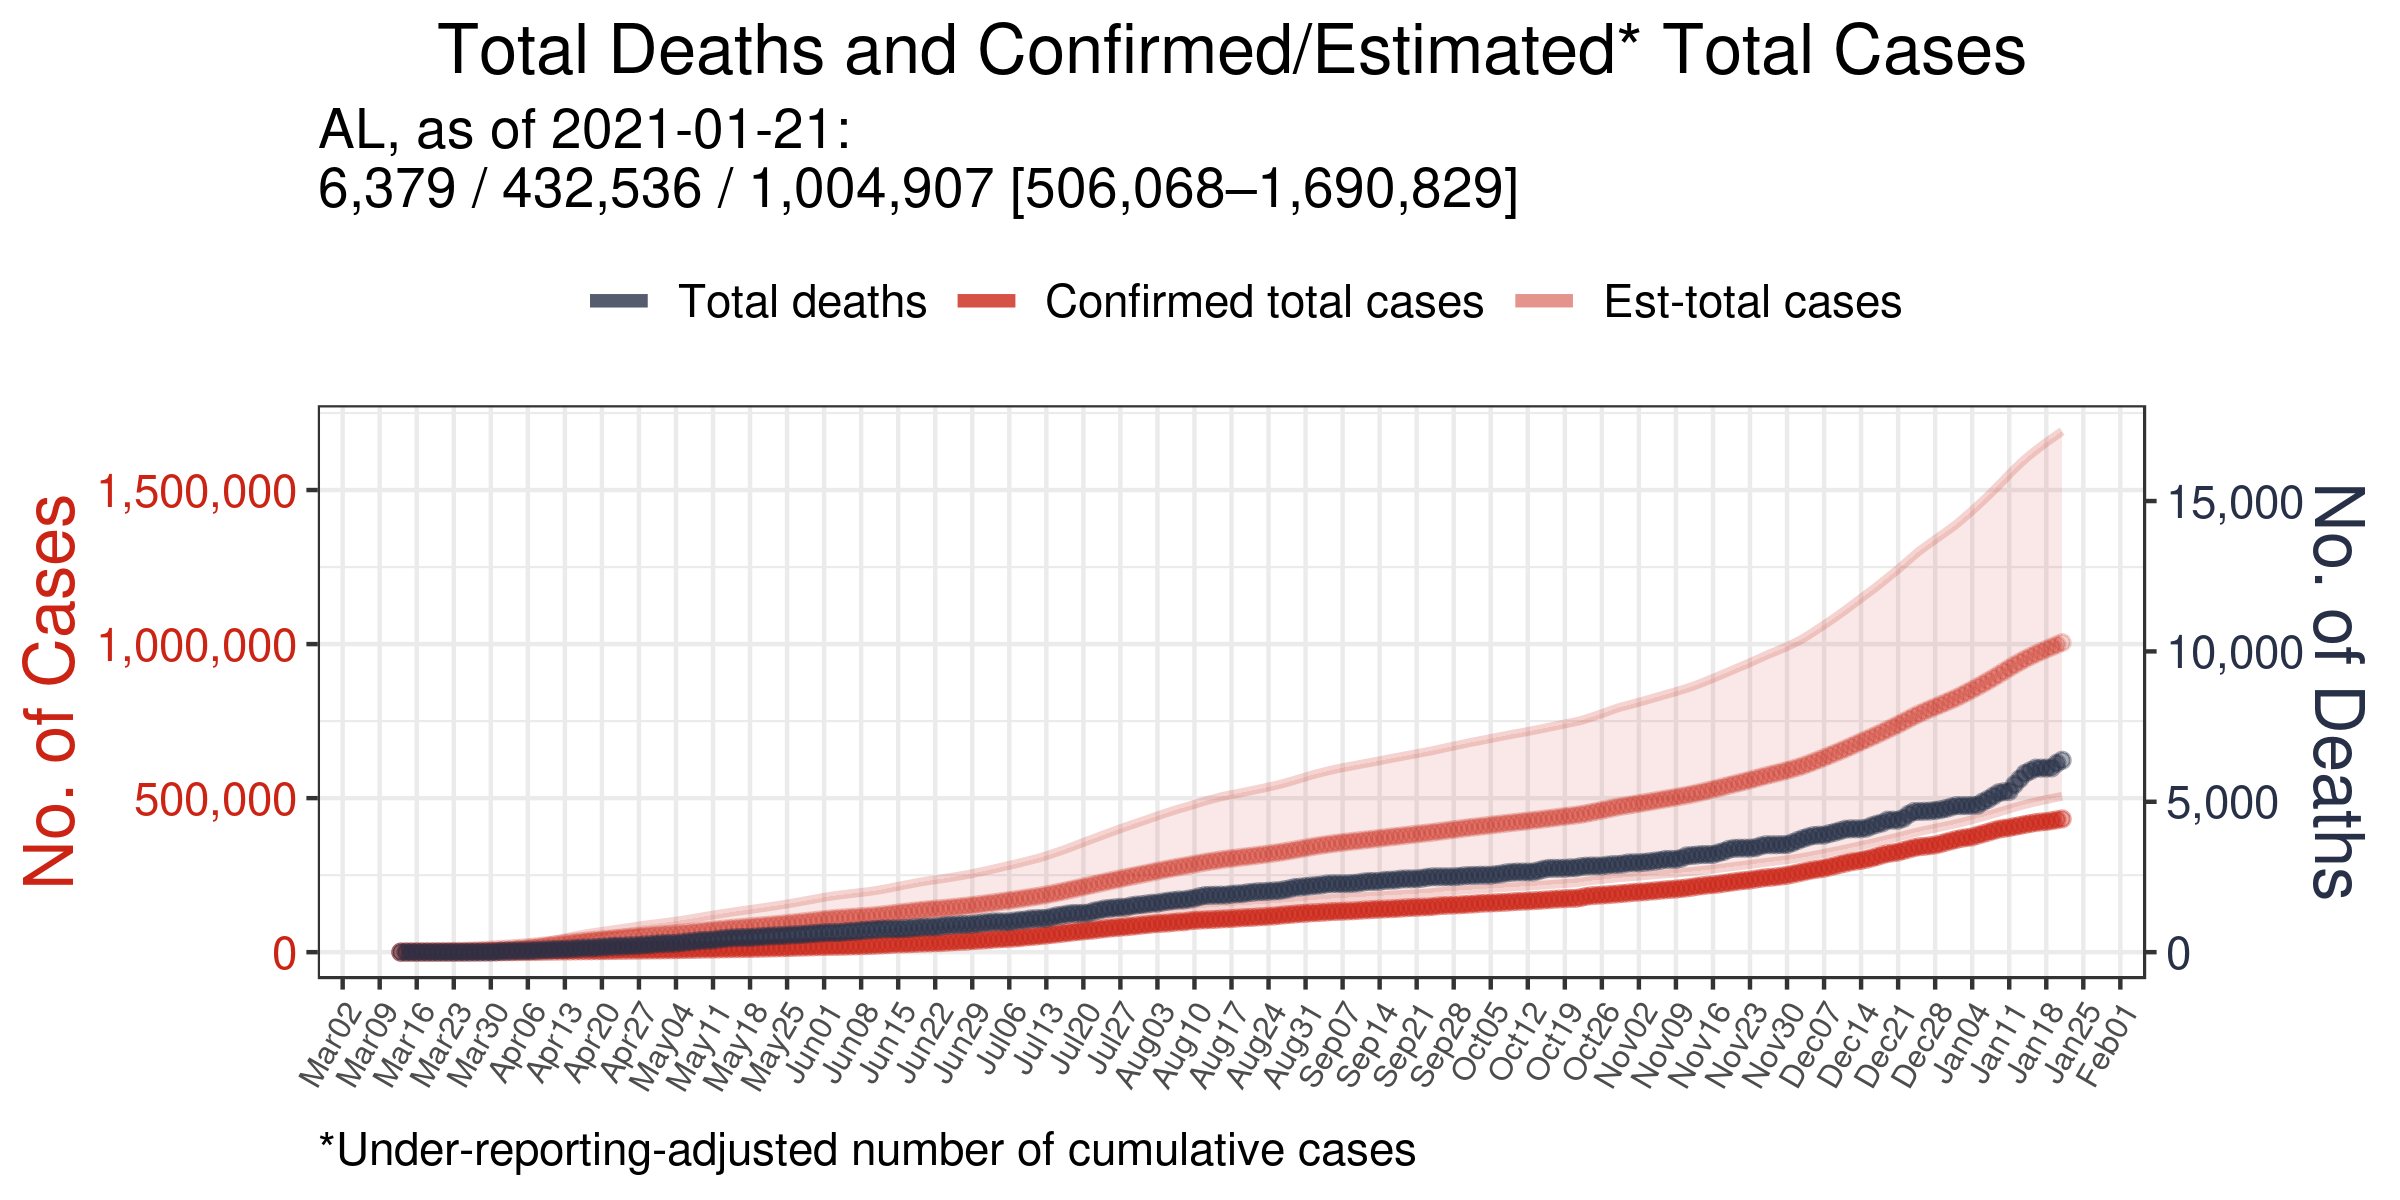 Total Deaths and Confirmed/Estimated* Total Cases
AL, as of 2021-01-21:
6,379 / 432,536 / 1,004,907 [506,068–1,690,829]
Total deaths
Confirmed total cases
Est-total cases
No. of Cases
1,500,000
1,000,000
500,000
0
15,000
10,000
5,000
0
No. of Deaths
Mar02
Mar09
Mar16
Mar23
Mar30
Apr06
Apr13
Apr20
Apr27
May04
May11
May18
May25
Jun01
Jun08
Jun15
Jun22
Jun29
Jul06
Jul13
Jul20
Jul27
Aug03
Aug10
Aug17
Aug24
Aug31
Sep07
Sep14
Sep21
Sep28
Oct05
Oct12
Oct19
Oct26
Nov02
Nov09
Nov16
Nov23
Nov30
Dec07
Dec14
Dec21
Dec28
Jan04
Jan11
Jan18
Jan25
Feb01
*Under-reporting-adjusted number of cumulative cases